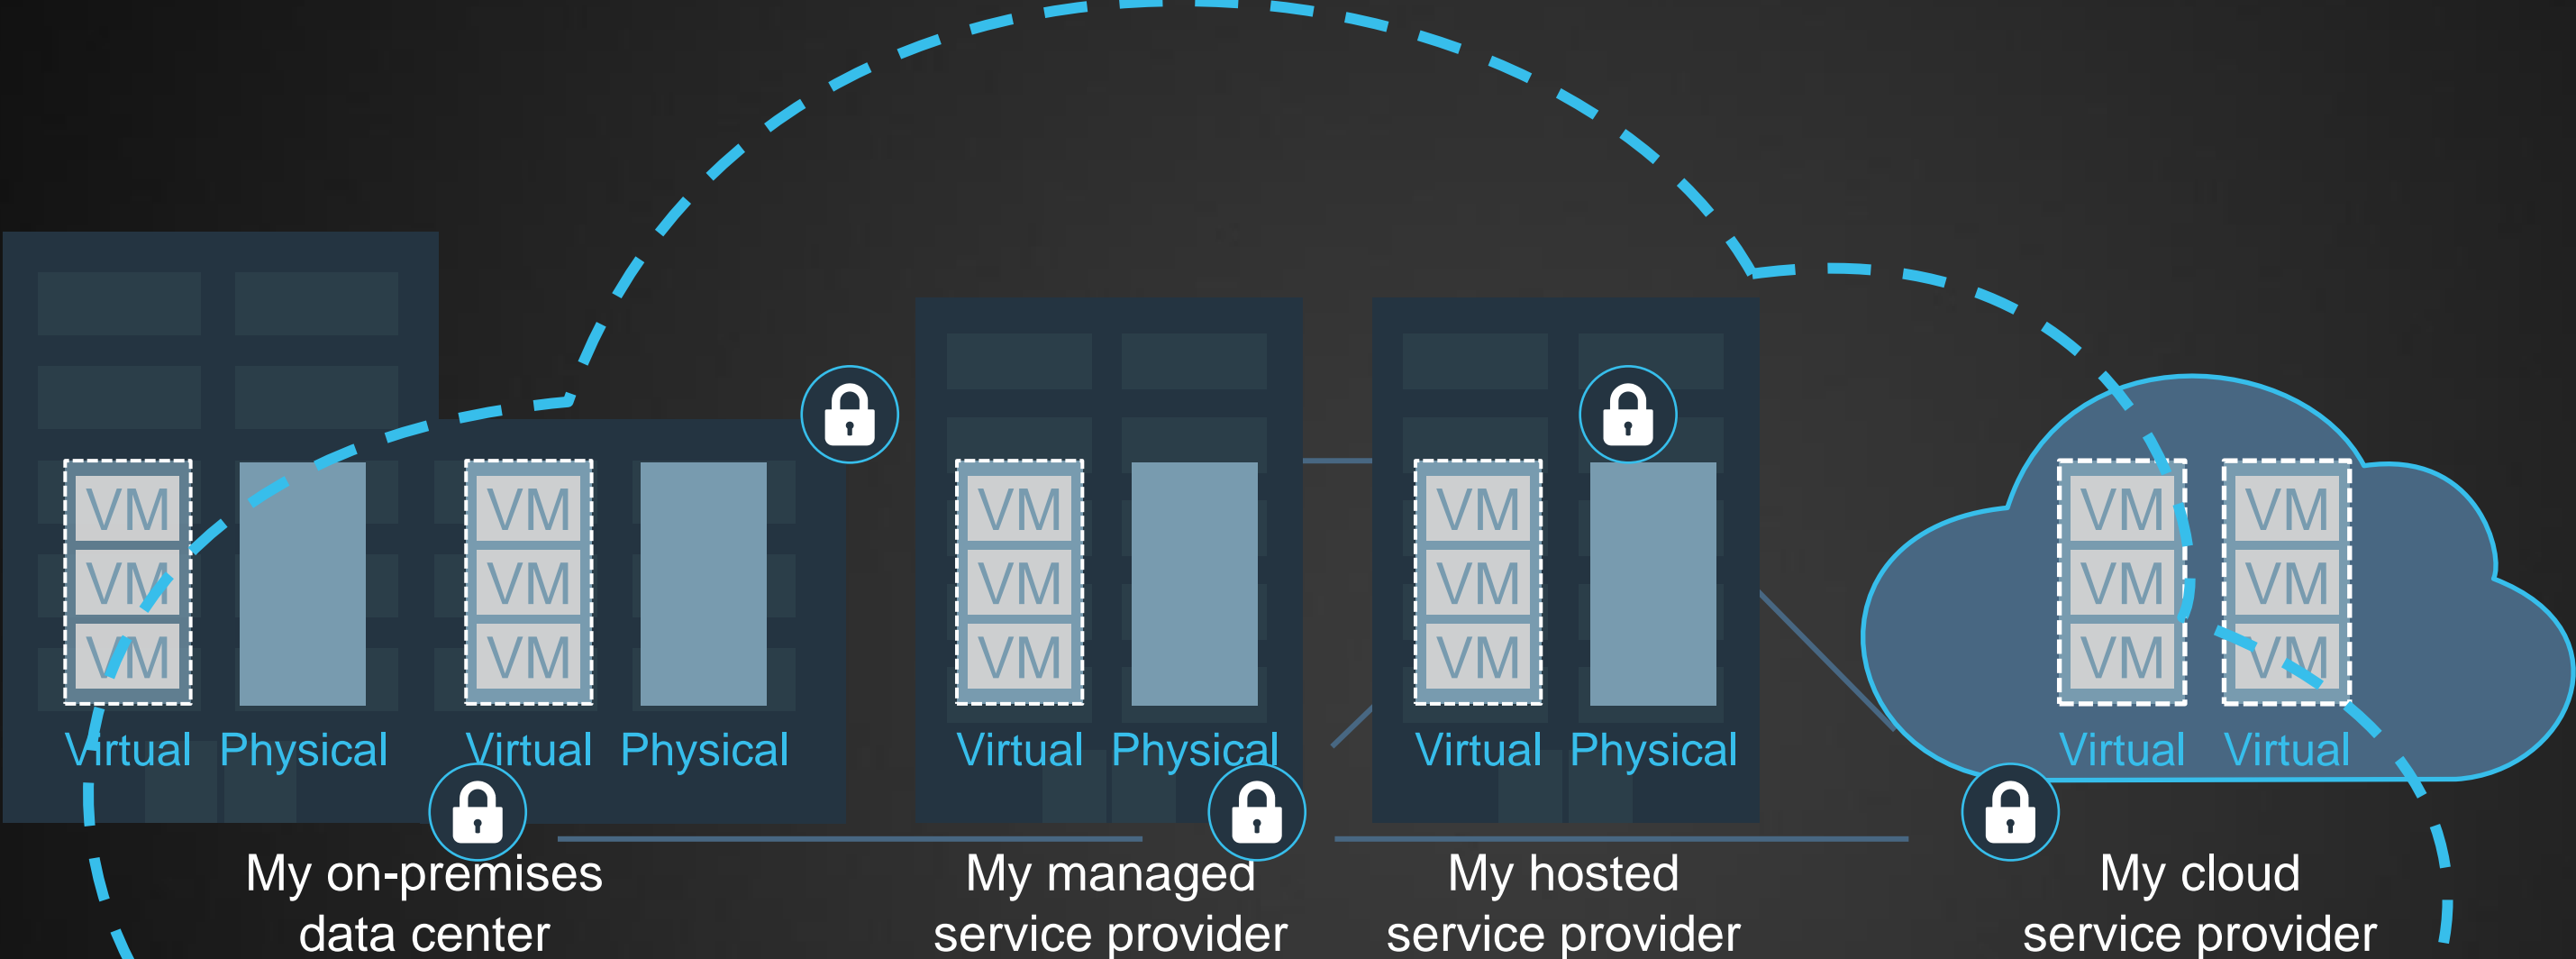 VM VM VM VM VM VM
VM VM VM VM VM VM
VM VM VM VM VM VM
Virtual Physical Virtual Physical Virtual Physical Virtual Physical Virtual Virtual
My on-premises
data center
My managed
service provider
My hosted
service provider
My cloud
service provider